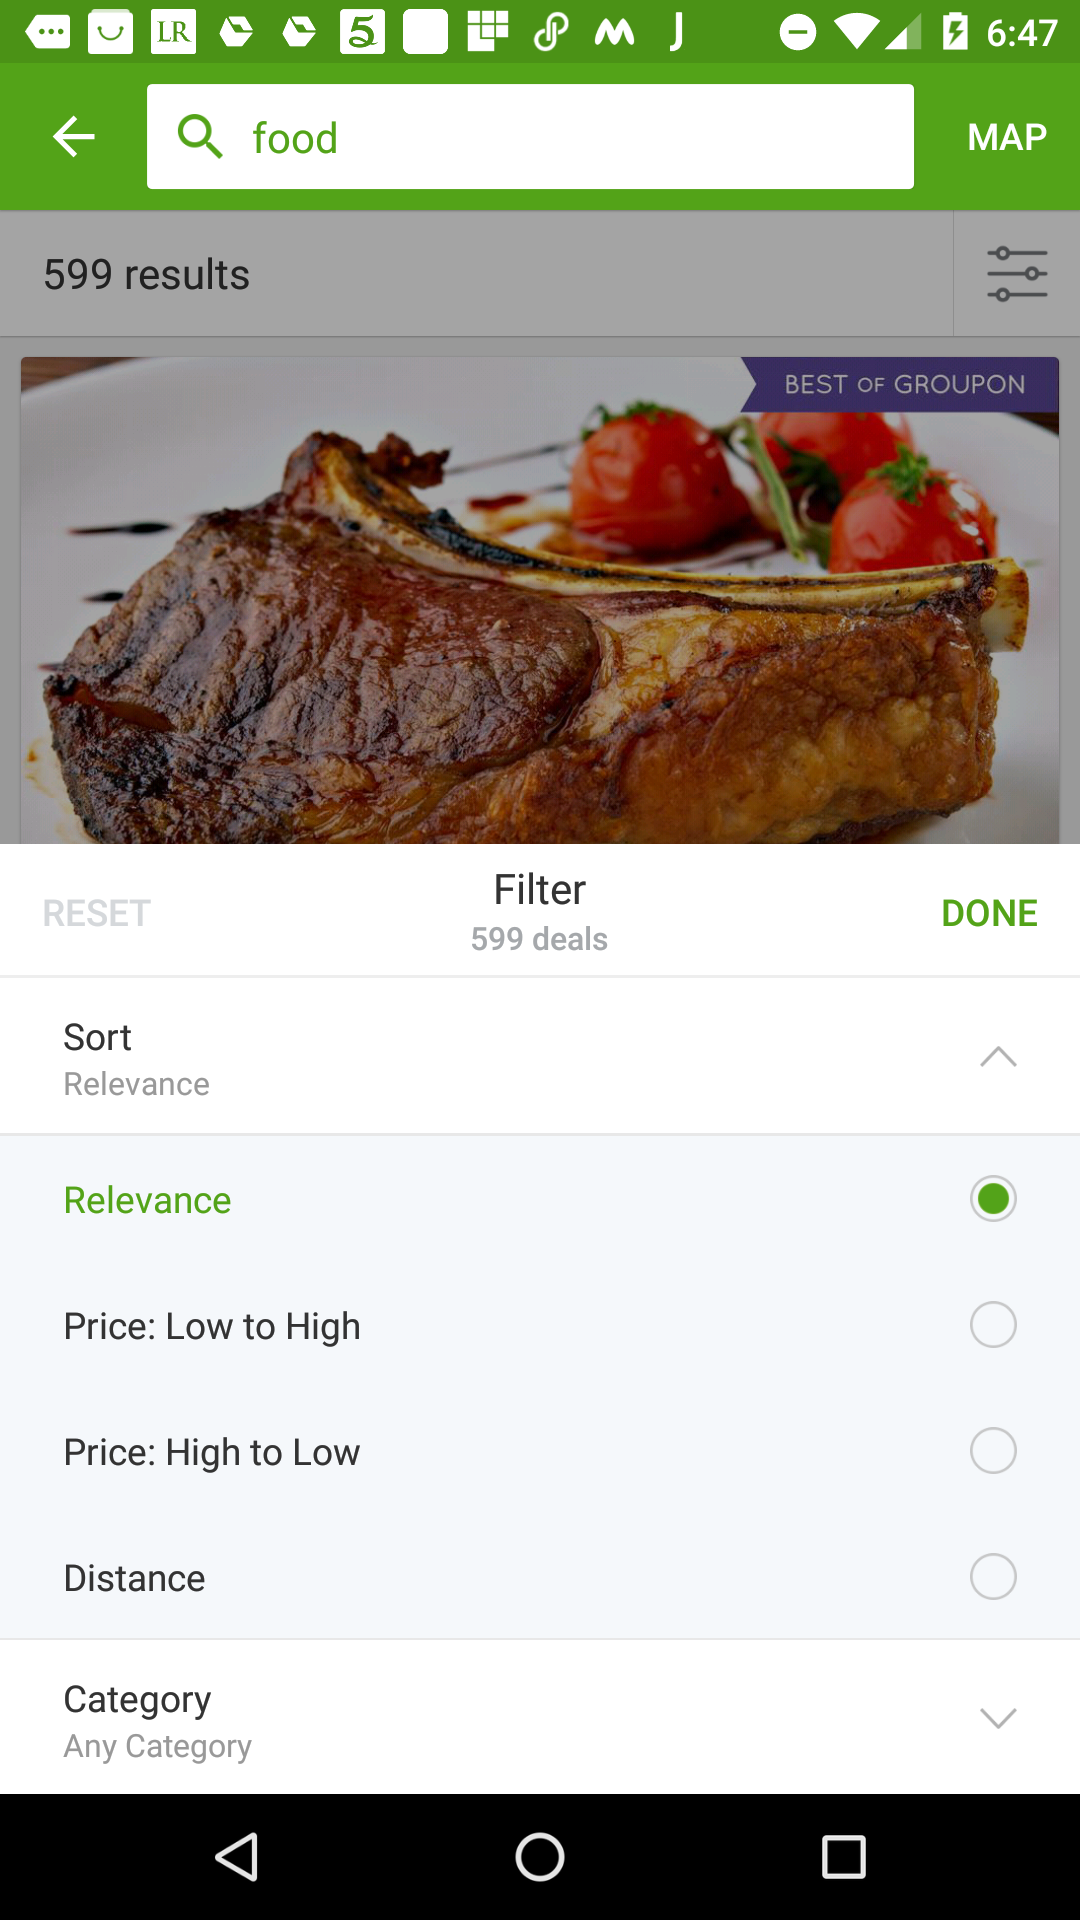 LR 5 6:47
food MAP
599 results
BEST OF GROUPON
RESET Filter DONE
599 deals
Sort
Relevance
Relevance
Price: Low to High
Price: High to Low
Distance
Category
Any Category